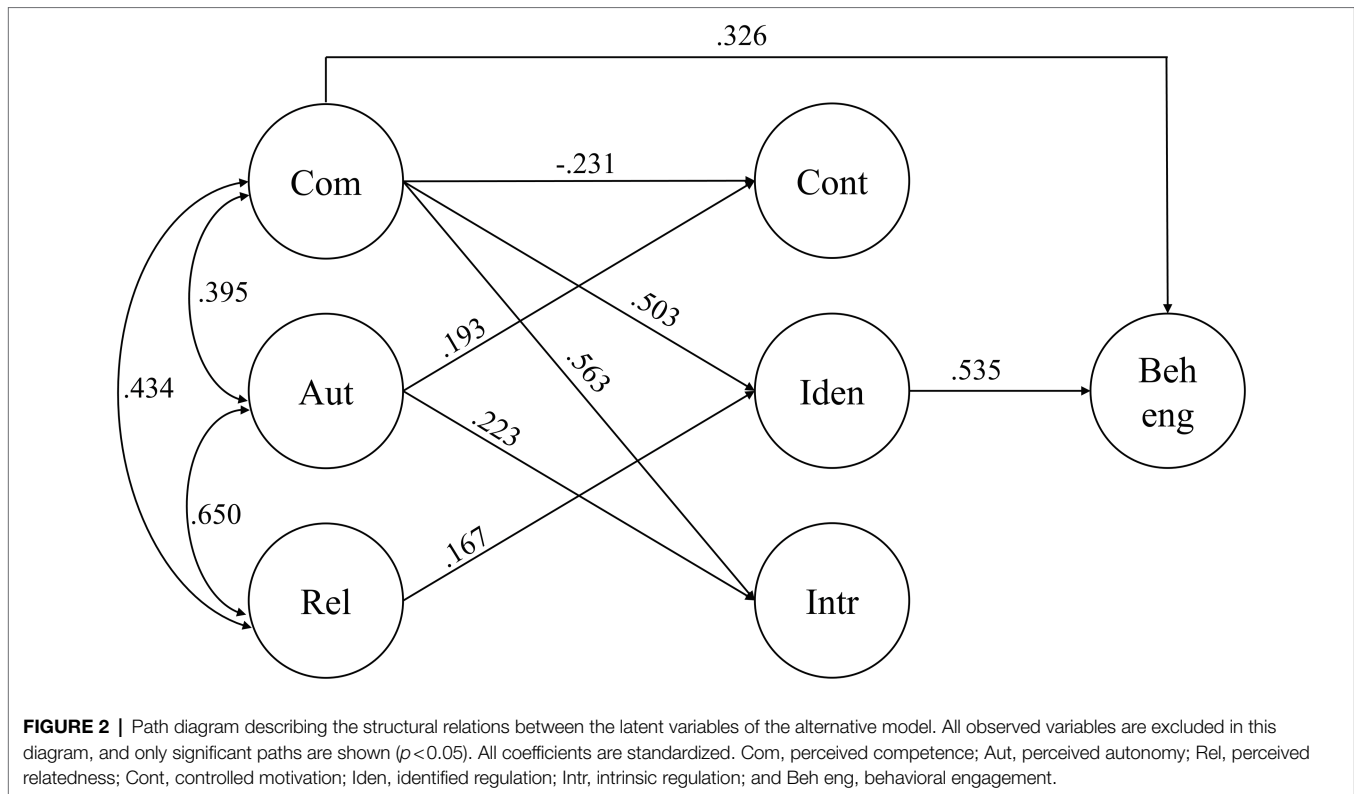 .326
Com
-.231
Cont
.395
.503
.193
.563
.434
Aut
Iden
.535
Beh
eng
.223
.650
.167
Rel
Intr
FIGURE 2 | Path diagram describing the structural relations between the latent variables of the alternative model. All observed variables are excluded in this
diagram, and only significant paths are shown (p<0.05). All coefficients are standardized. Com, perceived competence; Aut, perceived autonomy; Rel, perceived
relatedness; Cont, controlled motivation; Iden, identified regulation; Intr, intrinsic regulation; and Beh eng, behavioral engagement.